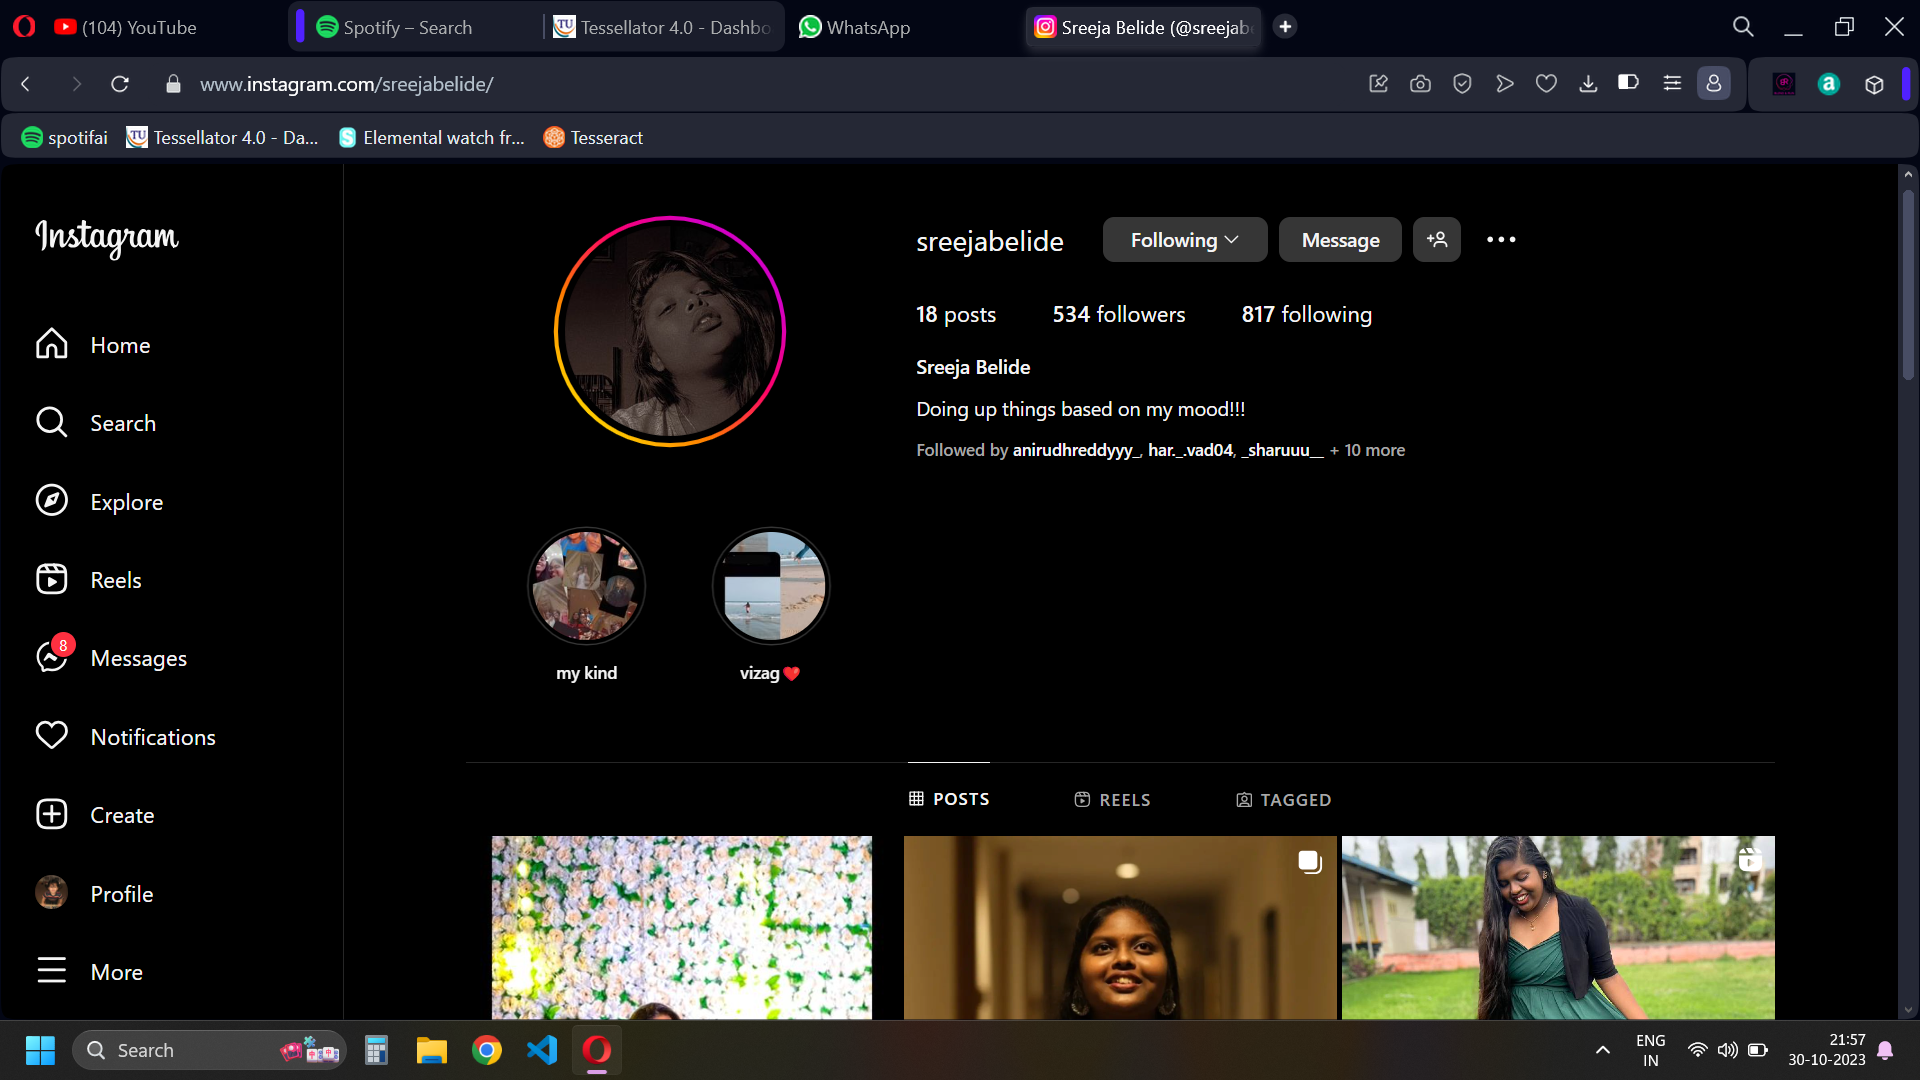 (104) YouTube
Spotify – Search
Tessellator 4.0 - Dashbo
WhatsApp
Sreeja Belide (@sreejabe
www.instagram.com/sreejabelide/
spotifai
Tessellator 4.0 - Da...
Elemental watch fr...
Tesseract
Instagram
Home
Search
Explore
Reels
8
Messages
Notifications
Create
Profile
More
sreejabelide
Following
Message
18 posts
534 followers
817 following
Sreeja Belide
Doing up things based on my mood!!!
Followed by anirudhreddyyy_, har._.vad04, _sharuuu__ + 10 more
my kind
vizag❤️
POSTS
REELS
TAGGED
Search
ENG
IN
21:57
30-10-2023